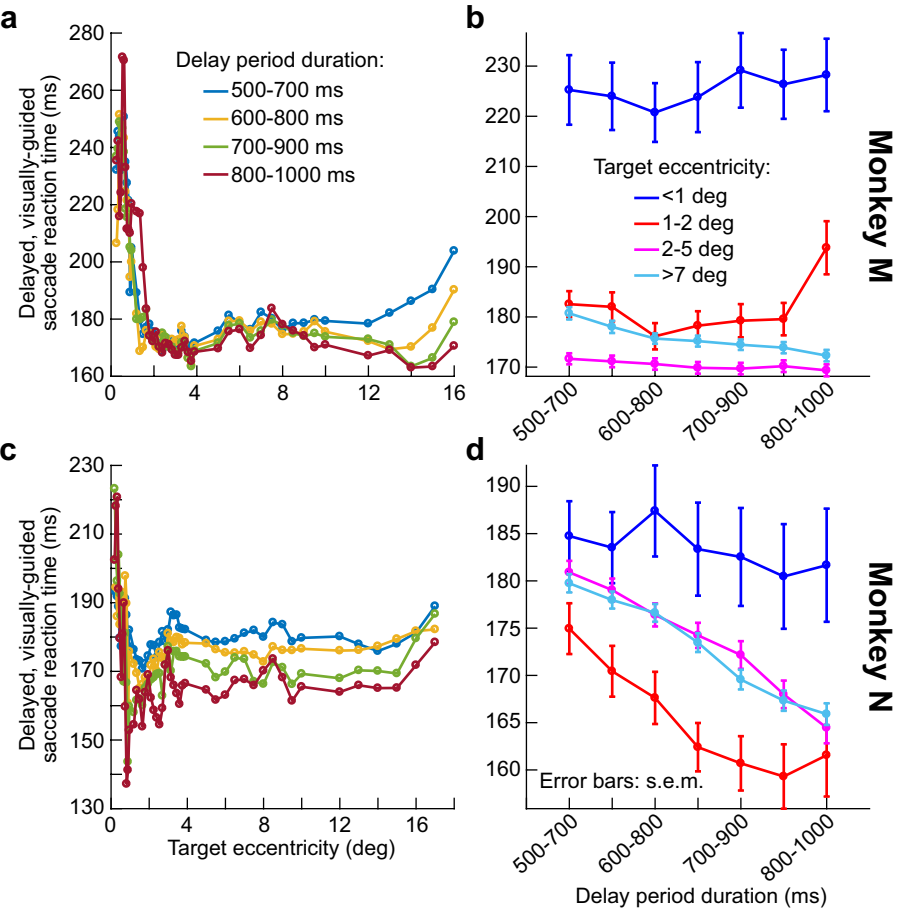 a
Delayed, visually-guided
saccade reaction time (ms)
280
260
240
220
200
180
160
0
4
8
12
16
Delay period duration:
500-700 ms
600-800 ms
700-900 ms
800-1000 ms
b
230
220
210
200
190
180
170
Target eccentricity:
<1 deg
1-2 deg
2-5 deg
>7 deg
500-700
600-800
700-900
800-1000
Monkey M
c
Delayed, visually-guided
saccade reaction time (ms)
230
210
190
170
150
130
0
4
8
12
16
Target eccentricity (deg)
d
190
185
180
175
170
165
160
Error bars: s.e.m.
500-700
600-800
700-900
800-1000
Delay period duration (ms)
Monkey N